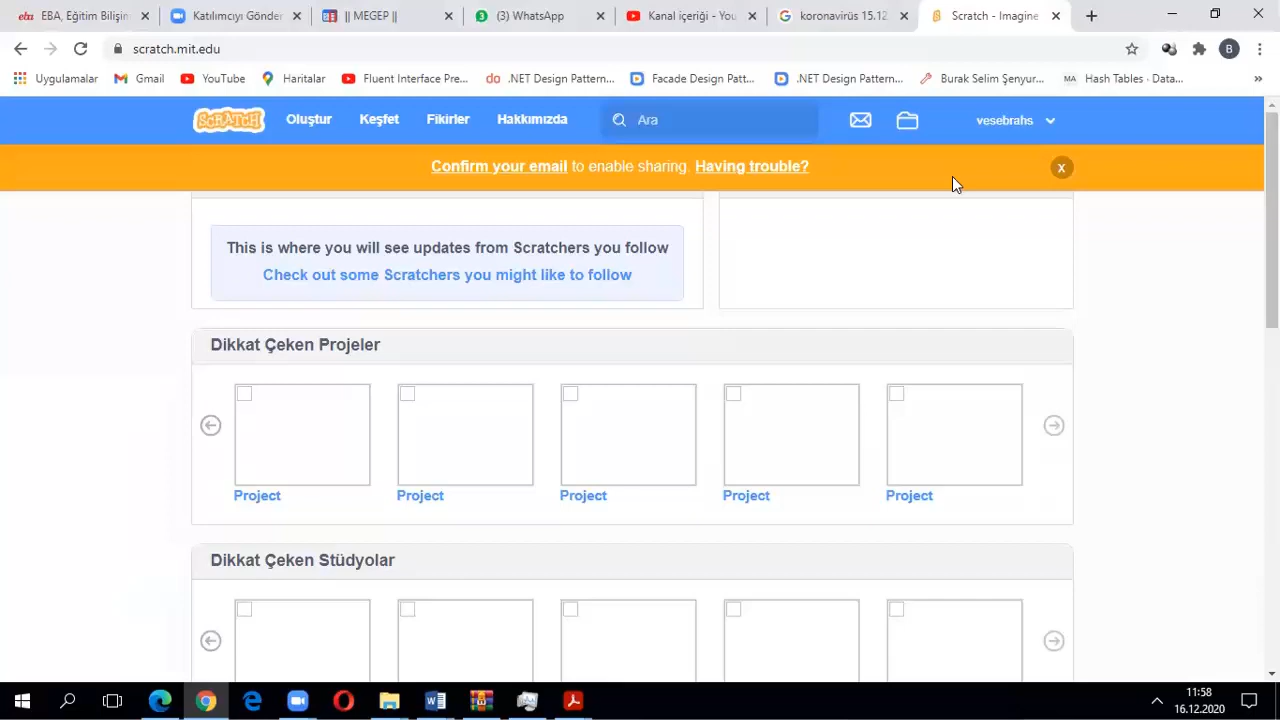 EBA, Eğitim Bilişin
Katılımcıyı Gönder
|| MEGEP ||
(3) WhatsApp
Kanal içeriği - You
koronavirüs 15.12
Scratch - Imagine
scratch.mit.edu
B
Uygulamalar
Gmail
YouTube
Haritalar
Fluent Interface Pre...
.NET Design Pattern...
Facade Design Patt...
.NET Design Pattern...
Burak Selim Şenyur...
MA Hash Tables - Data...
SCRATCH
Oluştur
Keşfet
Fikirler
Hakkımızda
Ara
vesebrahs
Confirm your email to enable sharing. Having trouble?
x
This is where you will see updates from Scratchers you follow
Check out some Scratchers you might like to follow
Dikkat Çeken Projeler
Project
Project
Project
Project
Project
Dikkat Çeken Stüdyolar
11:58
16.12.2020